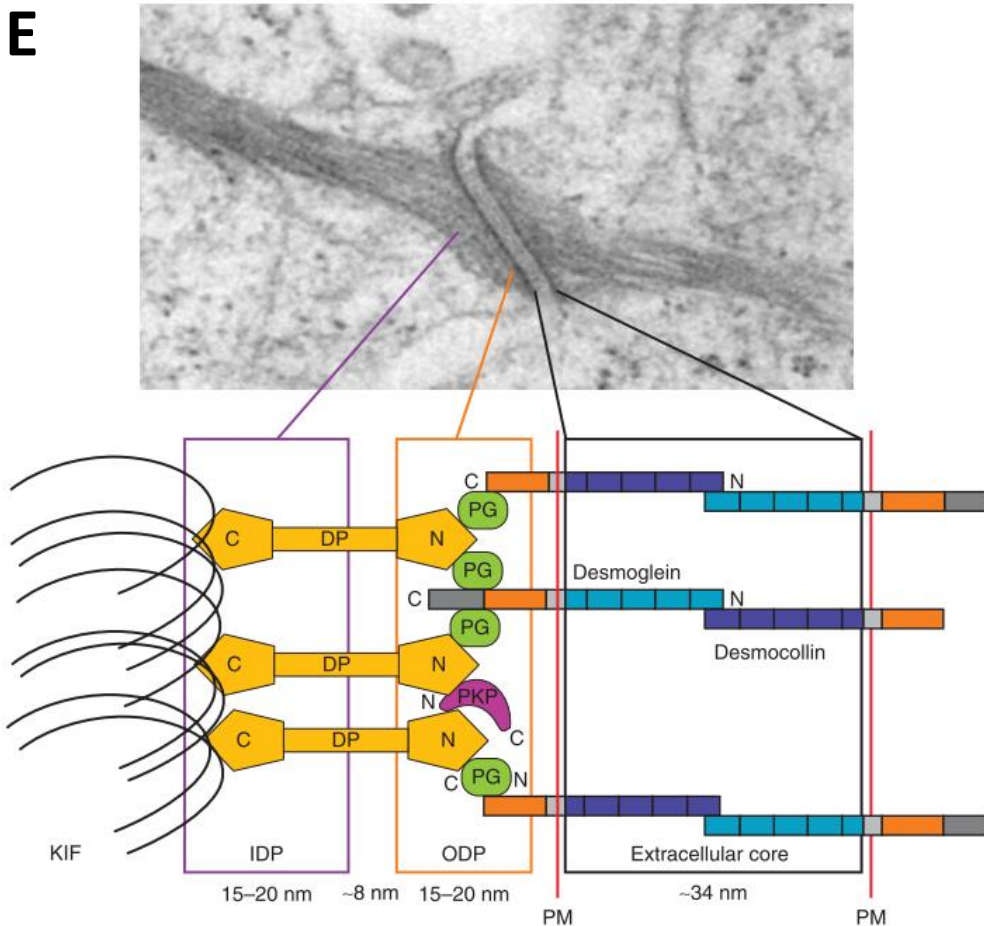 E
C
N
PG
C
DP
N
PG
Desmoglein
C
N
PG
C
DP
N
Desmocollin
N
PKP
C
C
DP
N
C
PG
N
KIF
IDP
ODP
Extracellular core
15–20 nm
~8 nm
15–20 nm
~34 nm
PM
PM